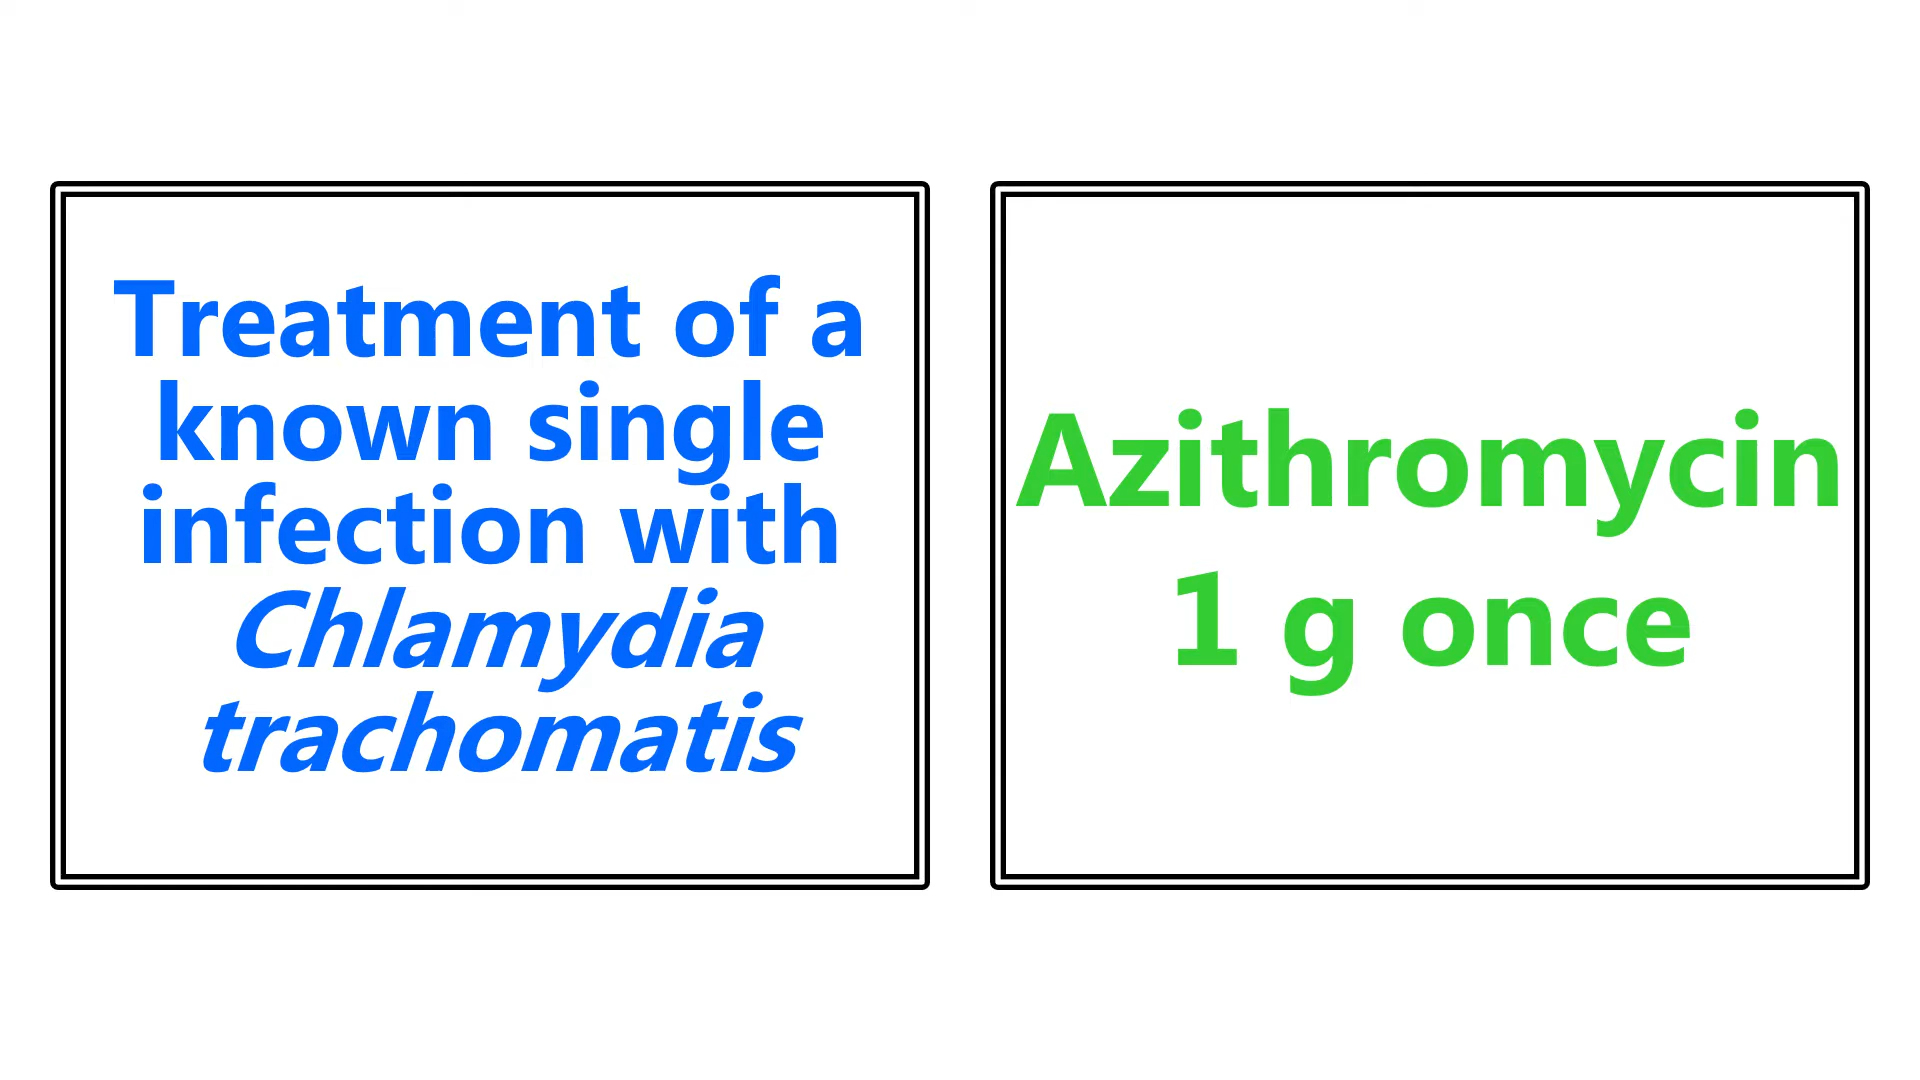 Treatment of a
known single
infection with
Chlamydia
trachomatis
Azithromycin
1 g once